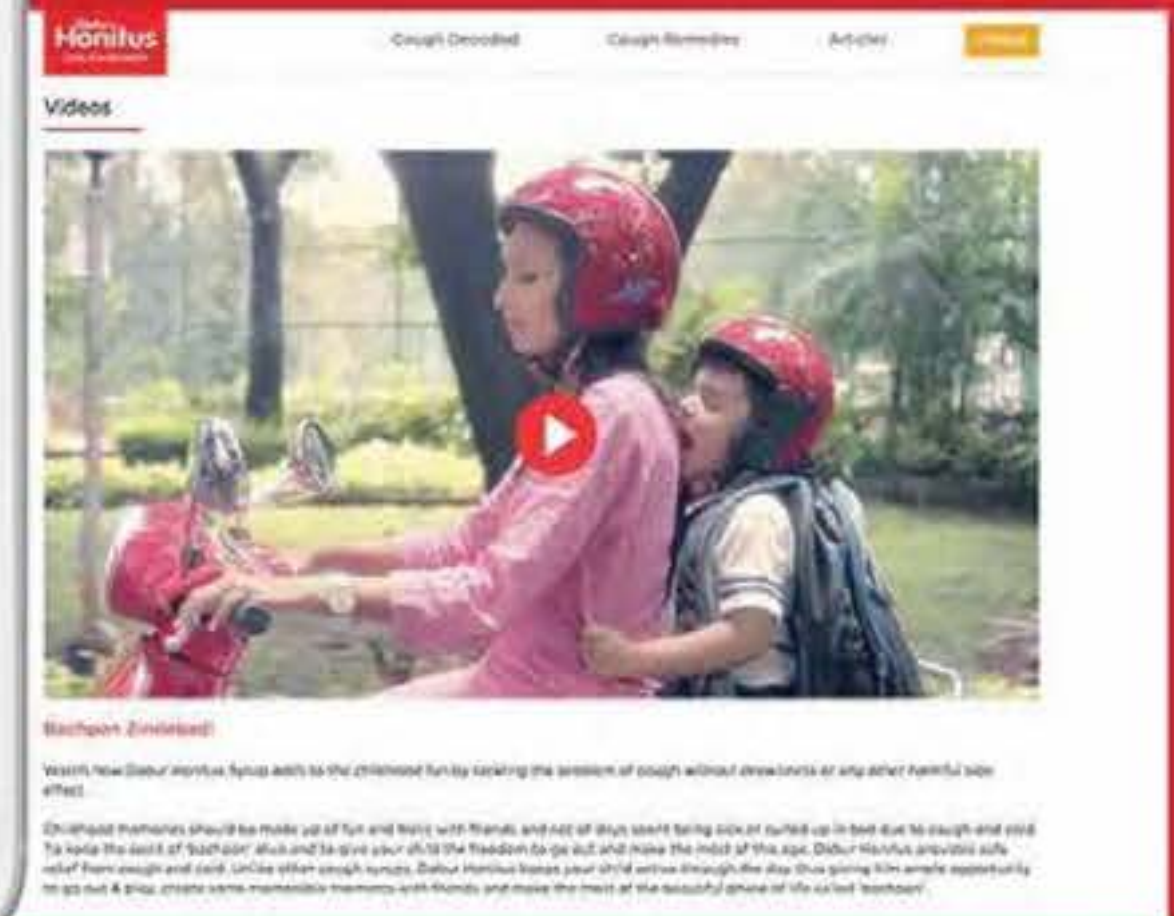 Dabur
Honitus
Cough Decoded
Cough Remedies
Articles
Videos
Videos
Bachpan Zindabad!
Watch how Dabur Honitus Syrup adds to the childhood fun by tackling the problem of cough without drowsiness or any other harmful side
effect.
Childhood memories should be made up of fun and frolic with friends and not of days spent being sick or curled up in bed due to cough and cold.
To keep the spirit of 'bachpan' alive and to give your child the freedom to go out and make the most of this age, Dabur Honitus provides safe
relief from cough and cold. Unlike other cough syrups, Dabur Honitus keeps your child active through the day thus giving him ample opportunity
to go out & play, create some memorable moments with friends and make the most of the beautiful phase of life called 'bachpan'.